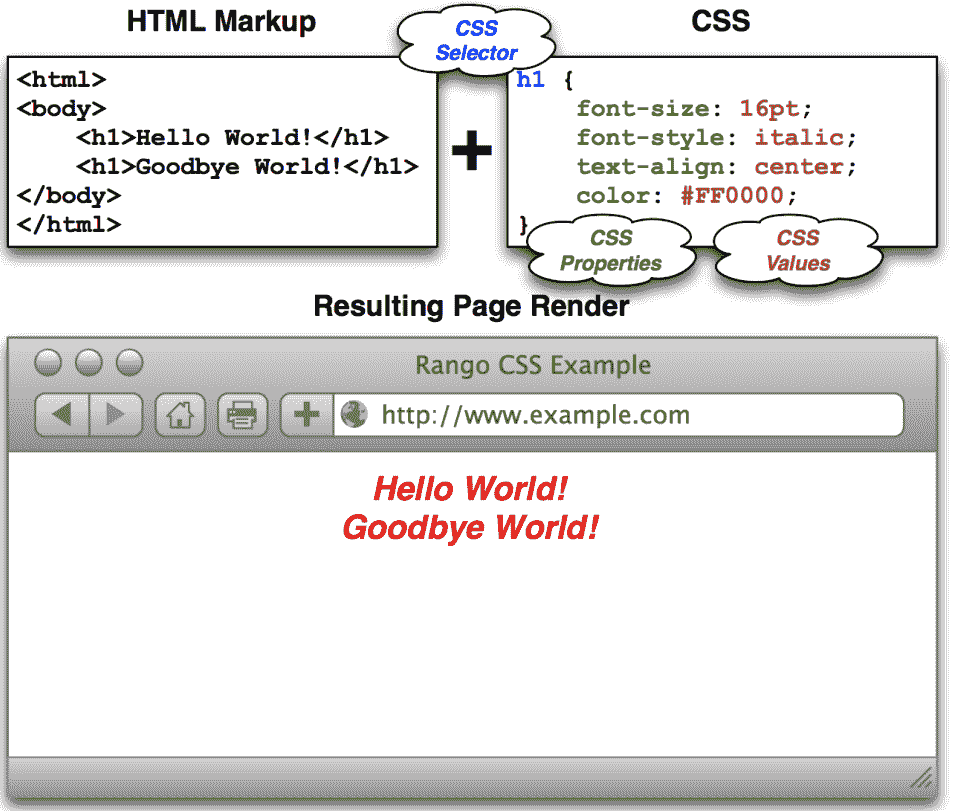 HTML Markup
CSS
Selector
CSS
<html>
<body>
    <h1>Hello World!</h1>
    <h1>Goodbye World!</h1>
</body>
</html>
+
h1 {
    font-size: 16pt;
    font-style: italic;
    text-align: center;
    color: #FF0000;
}
CSS
Properties
CSS
Values
Resulting Page Render
Rango CSS Example
http://www.example.com
Hello World!
Goodbye World!